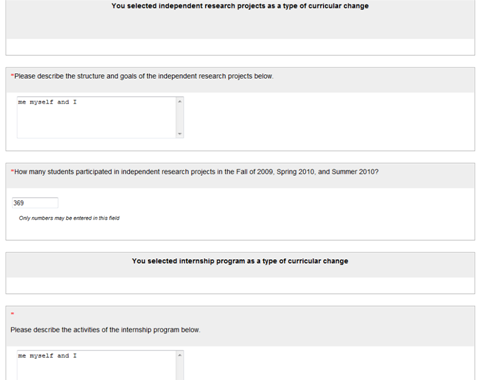 You selected independent research projects as a type of curricular change
*Please describe the structure and goals of the independent research projects below.
me myself and I
*How many students participated in independent research projects in the Fall of 2009, Spring 2010, and Summer 2010?
369
Only numbers may be entered in this field
You selected internship program as a type of curricular change
*
Please describe the activities of the internship program below.
me myself and I